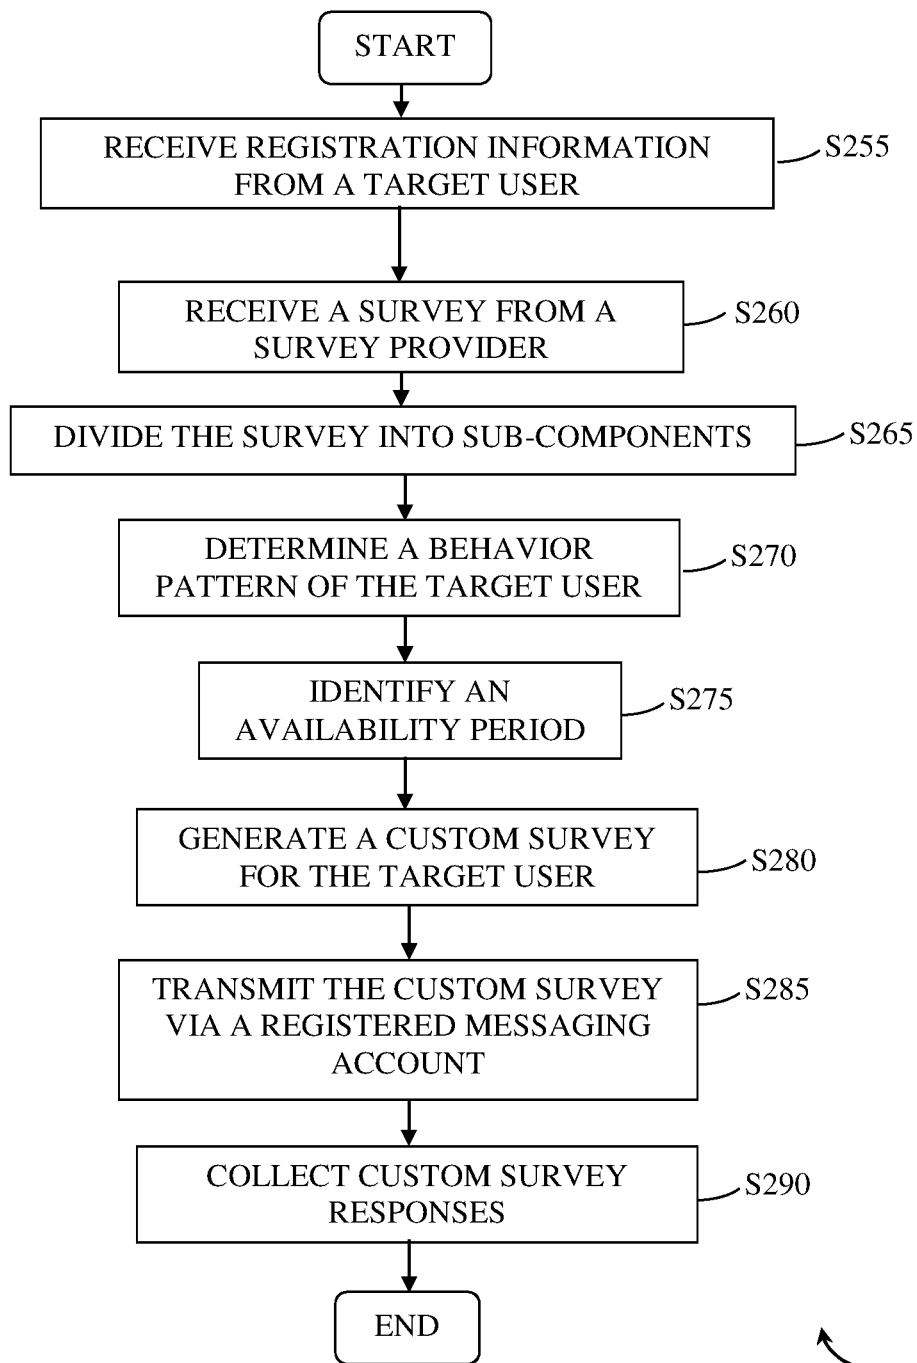 START
RECEIVE REGISTRATION INFORMATION
FROM A TARGET USER
S255
RECEIVE A SURVEY FROM A
SURVEY PROVIDER
S260
DIVIDE THE SURVEY INTO SUB-COMPONENTS
S265
DETERMINE A BEHAVIOR
PATTERN OF THE TARGET USER
S270
IDENTIFY AN
AVAILABILITY PERIOD
S275
GENERATE A CUSTOM SURVEY
FOR THE TARGET USER
S280
TRANSMIT THE CUSTOM SURVEY
VIA A REGISTERED MESSAGING
ACCOUNT
S285
COLLECT CUSTOM SURVEY
RESPONSES
S290
END